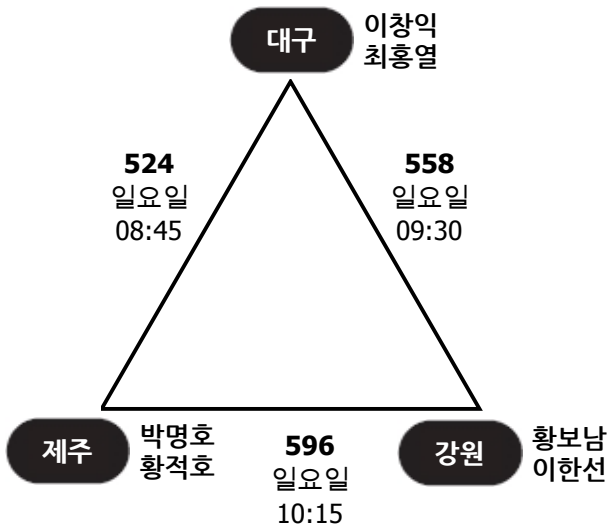 대구
이창익
최홍열
524
일요일
08:45
558
일요일
09:30
제주
박명호
황적호
596
일요일
10:15
강원
황보남
이한선